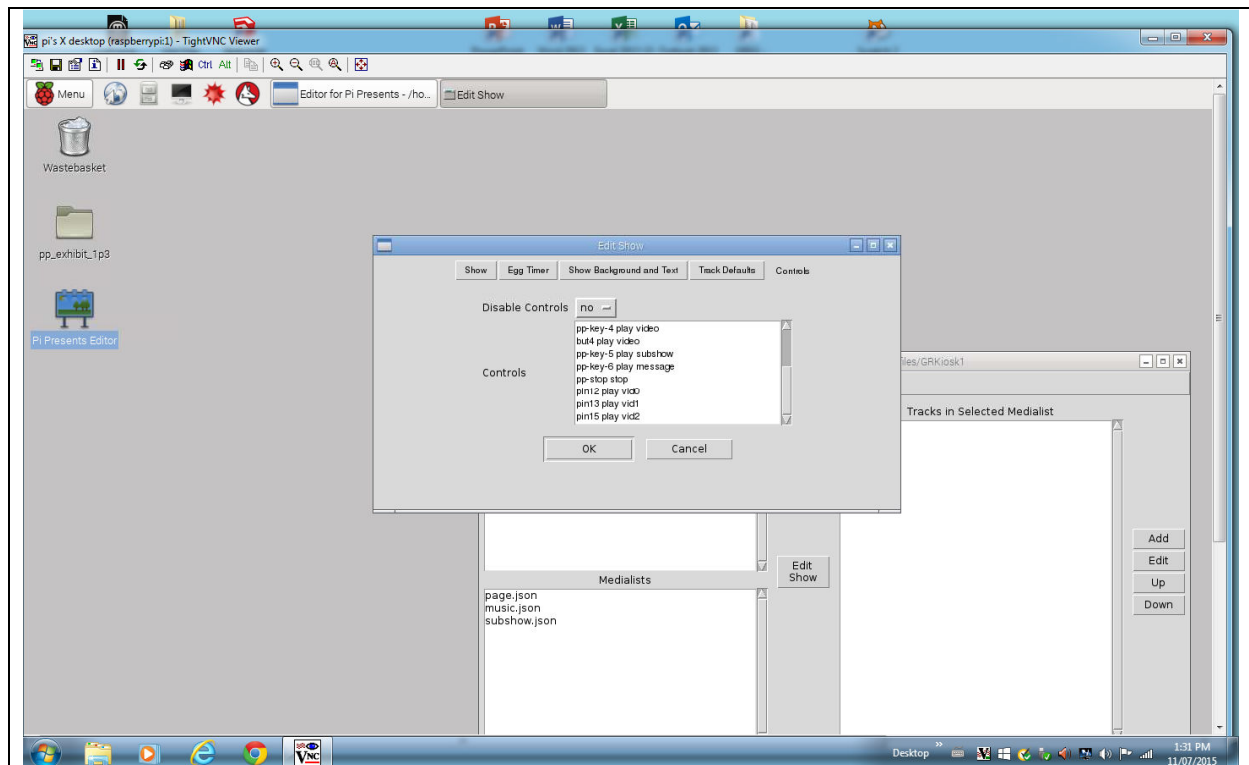 pi's X desktop (raspberrypi:1) - TightVNC Viewer
Ctrl Alt
Menu Editor for Pi Presents - /ho... Edit Show
Wastebasket
pp_exhibit_1p3
Pi Presents Editor
Edit Show
Show Egg Timer Show Background and Text Track Defaults Controls
Disable Controls no
Controls
pp-key-4 play video
but4 play video
pp-key-5 play subshow
pp-key-6 play message
pp-stop stop
pin12 play vid0
pin13 play vid1
pin15 play vid2
OK Cancel
files/GRKiosk1
Tracks in Selected Medialist
Edit Show
Medialists
page.json
music.json
subshow.json
Add
Edit
Up
Down
VNC
Desktop
1:31 PM
11/07/2015